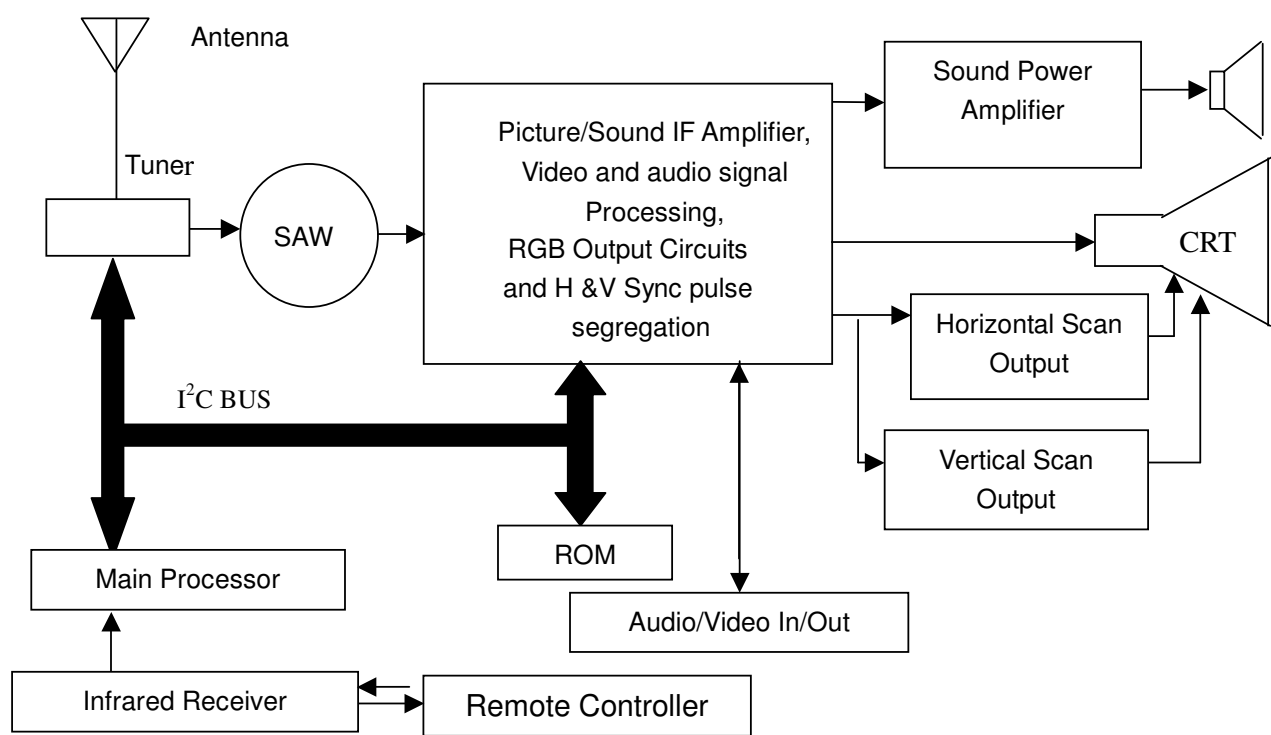 Antenna
Tuner
SAW
Picture/Sound IF Amplifier,
Video and audio signal
Processing,
RGB Output Circuits
and H &V Sync pulse
segregation
Sound Power
Amplifier
CRT
Horizontal Scan
Output
Vertical Scan
Output
I²C BUS
ROM
Main Processor
Audio/Video In/Out
Infrared Receiver
Remote Controller